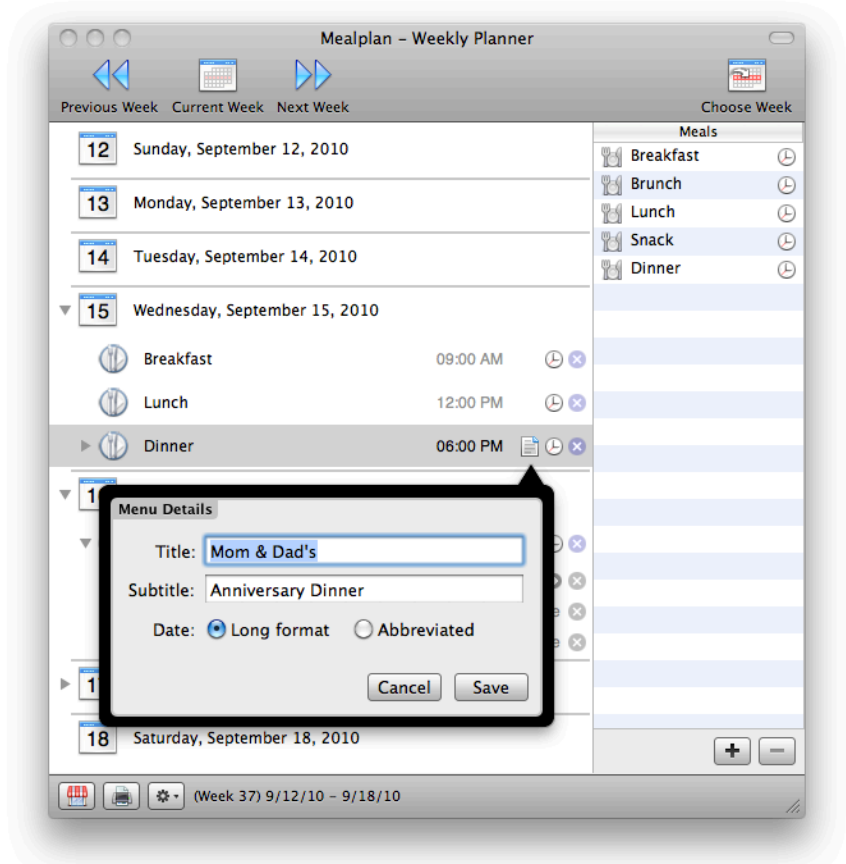 Mealplan – Weekly Planner
Previous Week Current Week Next Week Choose Week
Meals
12 Sunday, September 12, 2010
Breakfast
Brunch
13 Monday, September 13, 2010
Lunch
Snack
14 Tuesday, September 14, 2010
Dinner
15 Wednesday, September 15, 2010
Breakfast 09:00 AM
Lunch 12:00 PM
Dinner 06:00 PM
Menu Details
Title: Mom & Dad's
Subtitle: Anniversary Dinner
Date: Long format Abbreviated
Cancel Save
18 Saturday, September 18, 2010
(Week 37) 9/12/10 – 9/18/10